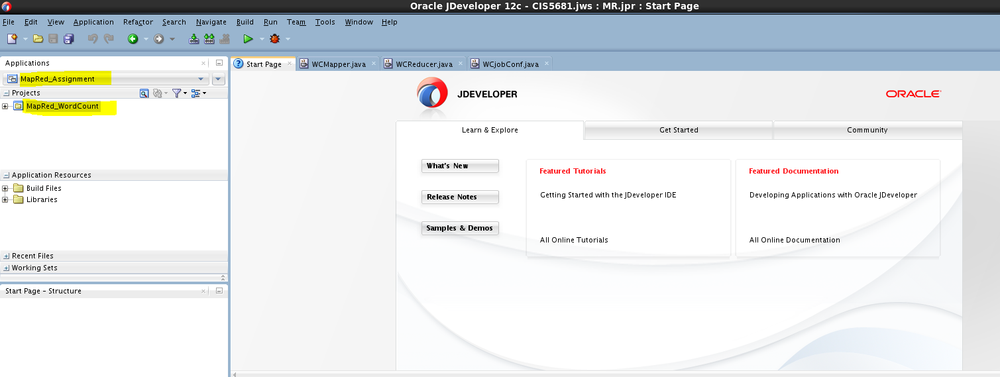 Oracle JDeveloper 12c - CIS5681.jws : MR.jpr : Start Page
File Edit View Application Refactor Search Navigate Build Run Team Tools Window Help
Applications
MapRed_Assignment
Projects
MapRed_WordCount
Application Resources
Build Files
Libraries
Recent Files
Working Sets
Start Page - Structure
Start Page WCMapper.java WCReducer.java WCjobConf.java
JDEVELOPER
ORACLE
Learn & Explore Get Started Community
What's New
Release Notes
Samples & Demos
Featured Tutorials
Getting Started with the JDeveloper IDE
All Online Tutorials
Featured Documentation
Developing Applications with Oracle JDeveloper
All Online Documentation